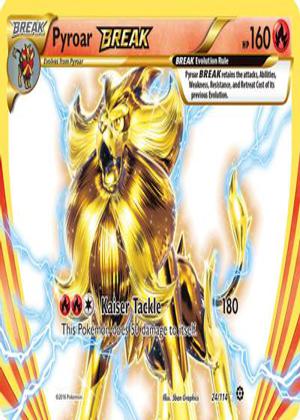 BREAK Pyroar BREAK HP 160
Evolves from Pyroar
BREAK Evolution Rule
Pyroar BREAK retains the attacks, Abilities,
Weakness, Resistance, and Retreat Cost of its
previous Evolution.
Kaiser Tackle 180
This Pokémon does 50 damage to itself.
©2016 Pokémon Illus. 5ban Graphics 24/114